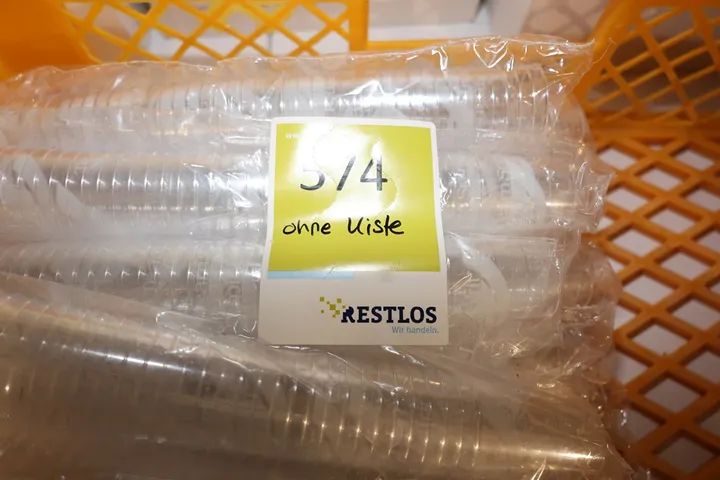 574
ohne Kiste
RESTLOS
Wir handeln.